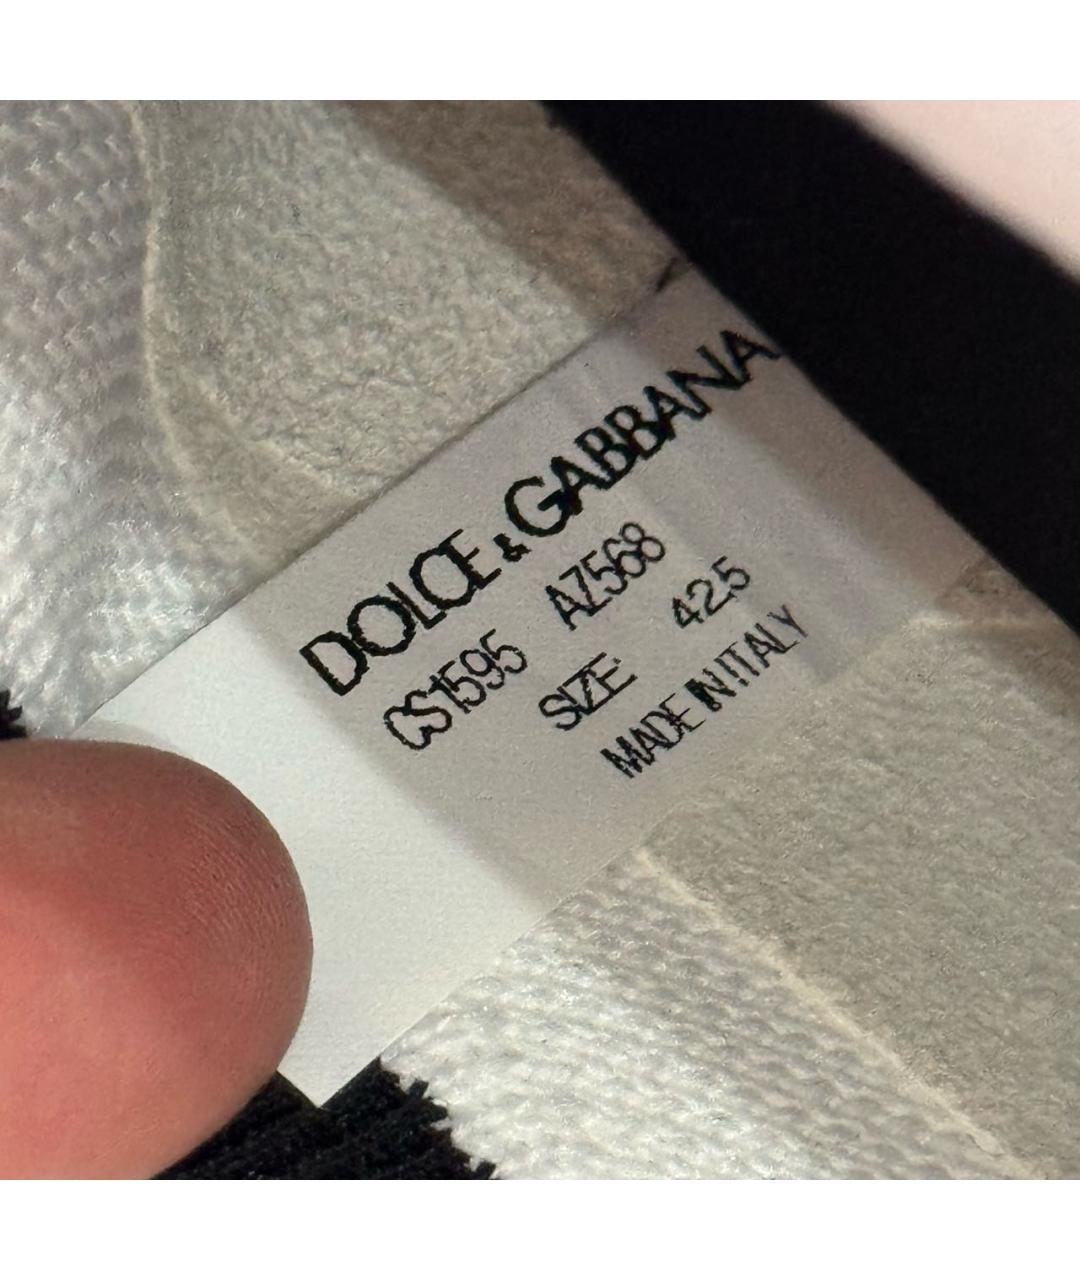 DOLCE & GABBANA
CS1595 AZ568
SIZE 42,5
MADE IN ITALY